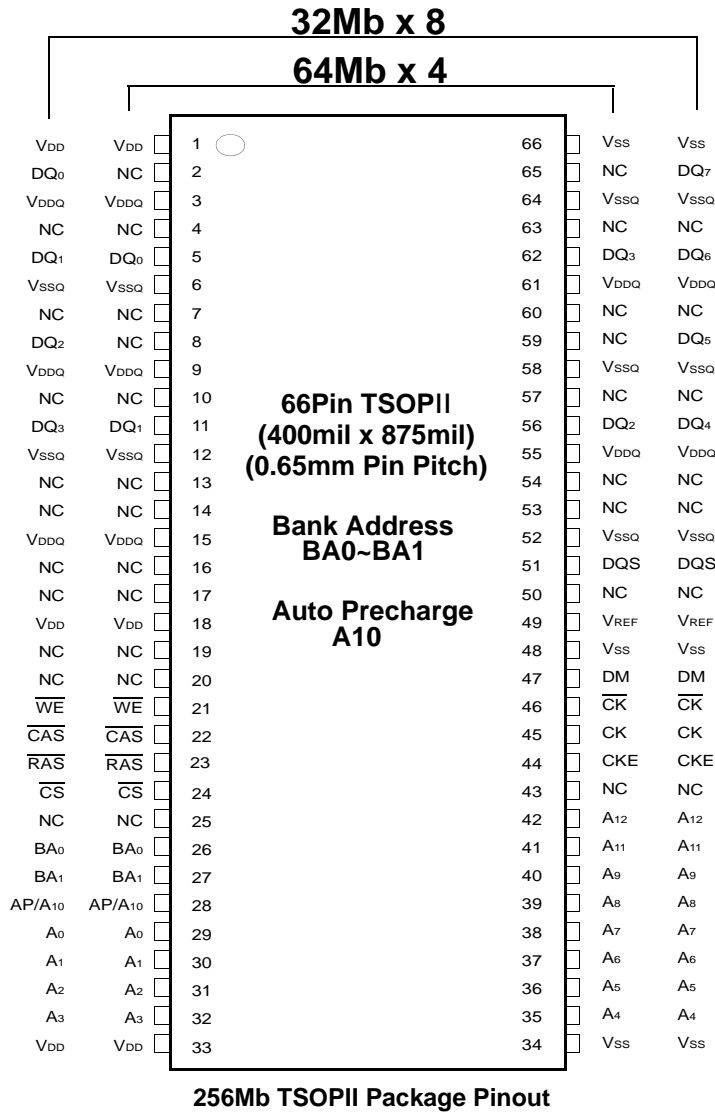 32Mb x 8
64Mb x 4
VDD VDD 1 66 VSS VSS
DQ0 NC 2 65 NC DQ7
VDDQ VDDQ 3 64 VSSQ VSSQ
NC NC 4 63 NC NC
DQ1 DQ0 5 62 DQ3 DQ6
VSSQ VSSQ 6 61 VDDQ VDDQ
NC NC 7 60 NC NC
DQ2 NC 8 59 NC DQ5
VDDQ VDDQ 9 58 VSSQ VSSQ
NC NC 10 57 NC NC
DQ3 DQ1 11 56 DQ2 DQ4
VSSQ VSSQ 12 55 VDDQ VDDQ
NC NC 13 54 NC NC
NC NC 14 53 NC NC
VDDQ VDDQ 15 52 VSSQ VSSQ
NC NC 16 51 DQS DQS
NC NC 17 50 NC NC
VDD VDD 18 49 VREF VREF
NC NC 19 48 VSS VSS
NC NC 20 47 DM DM
W̅E̅ W̅E̅ 21 46 C̅K̅ C̅K̅
C̅A̅S̅ C̅A̅S̅ 22 45 CK CK
R̅A̅S̅ R̅A̅S̅ 23 44 CKE CKE
C̅S̅ C̅S̅ 24 43 NC NC
NC NC 25 42 A12 A12
BA0 BA0 26 41 A11 A11
BA1 BA1 27 40 A9 A9
AP/A10 AP/A10 28 39 A8 A8
A0 A0 29 38 A7 A7
A1 A1 30 37 A6 A6
A2 A2 31 36 A5 A5
A3 A3 32 35 A4 A4
VDD VDD 33 34 VSS VSS
66Pin TSOPII
(400mil x 875mil)
(0.65mm Pin Pitch)
Bank Address
BA0~BA1
Auto Precharge
A10
256Mb TSOPII Package Pinout